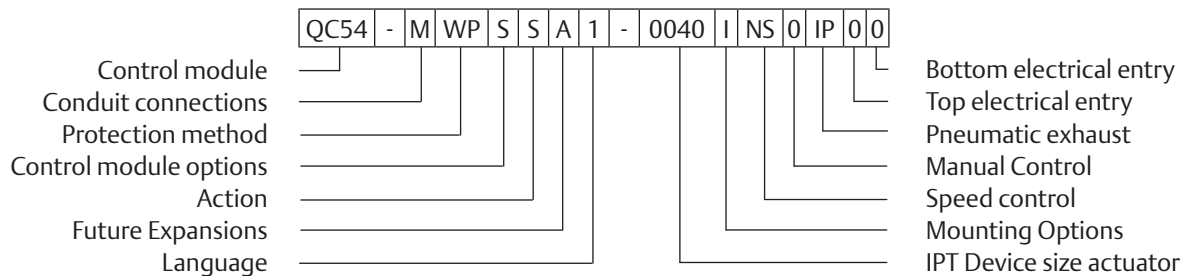 QC54 - M WP S S A 1 - 0040 I NS 0 IP 0 0
Control module
Conduit connections
Protection method
Control module options
Action
Future Expansions
Language
Bottom electrical entry
Top electrical entry
Pneumatic exhaust
Manual Control
Speed control
Mounting Options
IPT Device size actuator